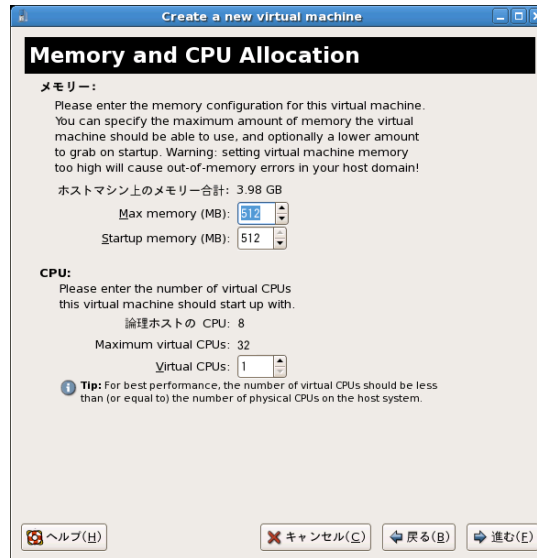 Create a new virtual machine
Memory and CPU Allocation
メモリー:
Please enter the memory configuration for this virtual machine.
You can specify the maximum amount of memory the virtual
machine should be able to use, and optionally a lower amount
to grab on startup. Warning: setting virtual machine memory
too high will cause out-of-memory errors in your host domain!
ホストマシン上のメモリー合計: 3.98 GB
Max memory (MB): 512
Startup memory (MB): 512
CPU:
Please enter the number of virtual CPUs
this virtual machine should start up with.
論理ホストの CPU: 8
Maximum virtual CPUs: 32
Virtual CPUs: 1
Tip: For best performance, the number of virtual CPUs should be less
than (or equal to) the number of physical CPUs on the host system.
ヘルプ(H) キャンセル(C) 戻る(B) 進む(F)